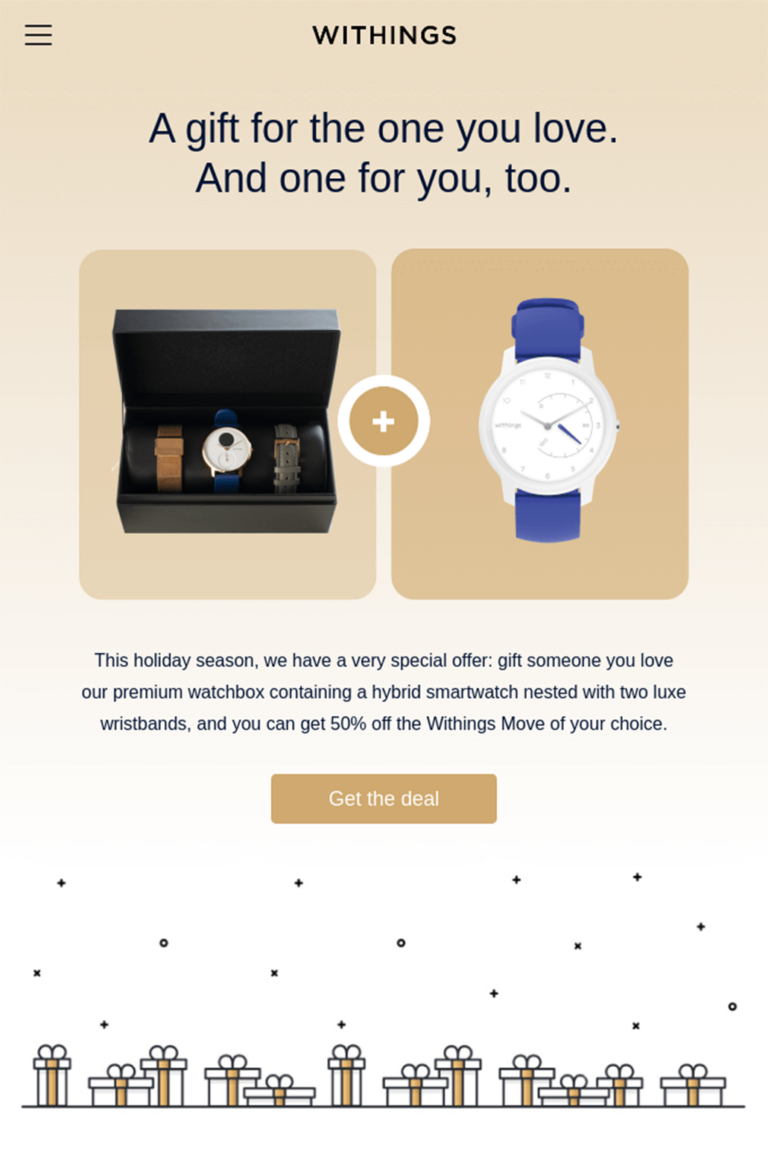 WITHINGS
A gift for the one you love.
And one for you, too.
withings
This holiday season, we have a very special offer: gift someone you love
our premium watchbox containing a hybrid smartwatch nested with two luxe
wristbands, and you can get 50% off the Withings Move of your choice.
Get the deal